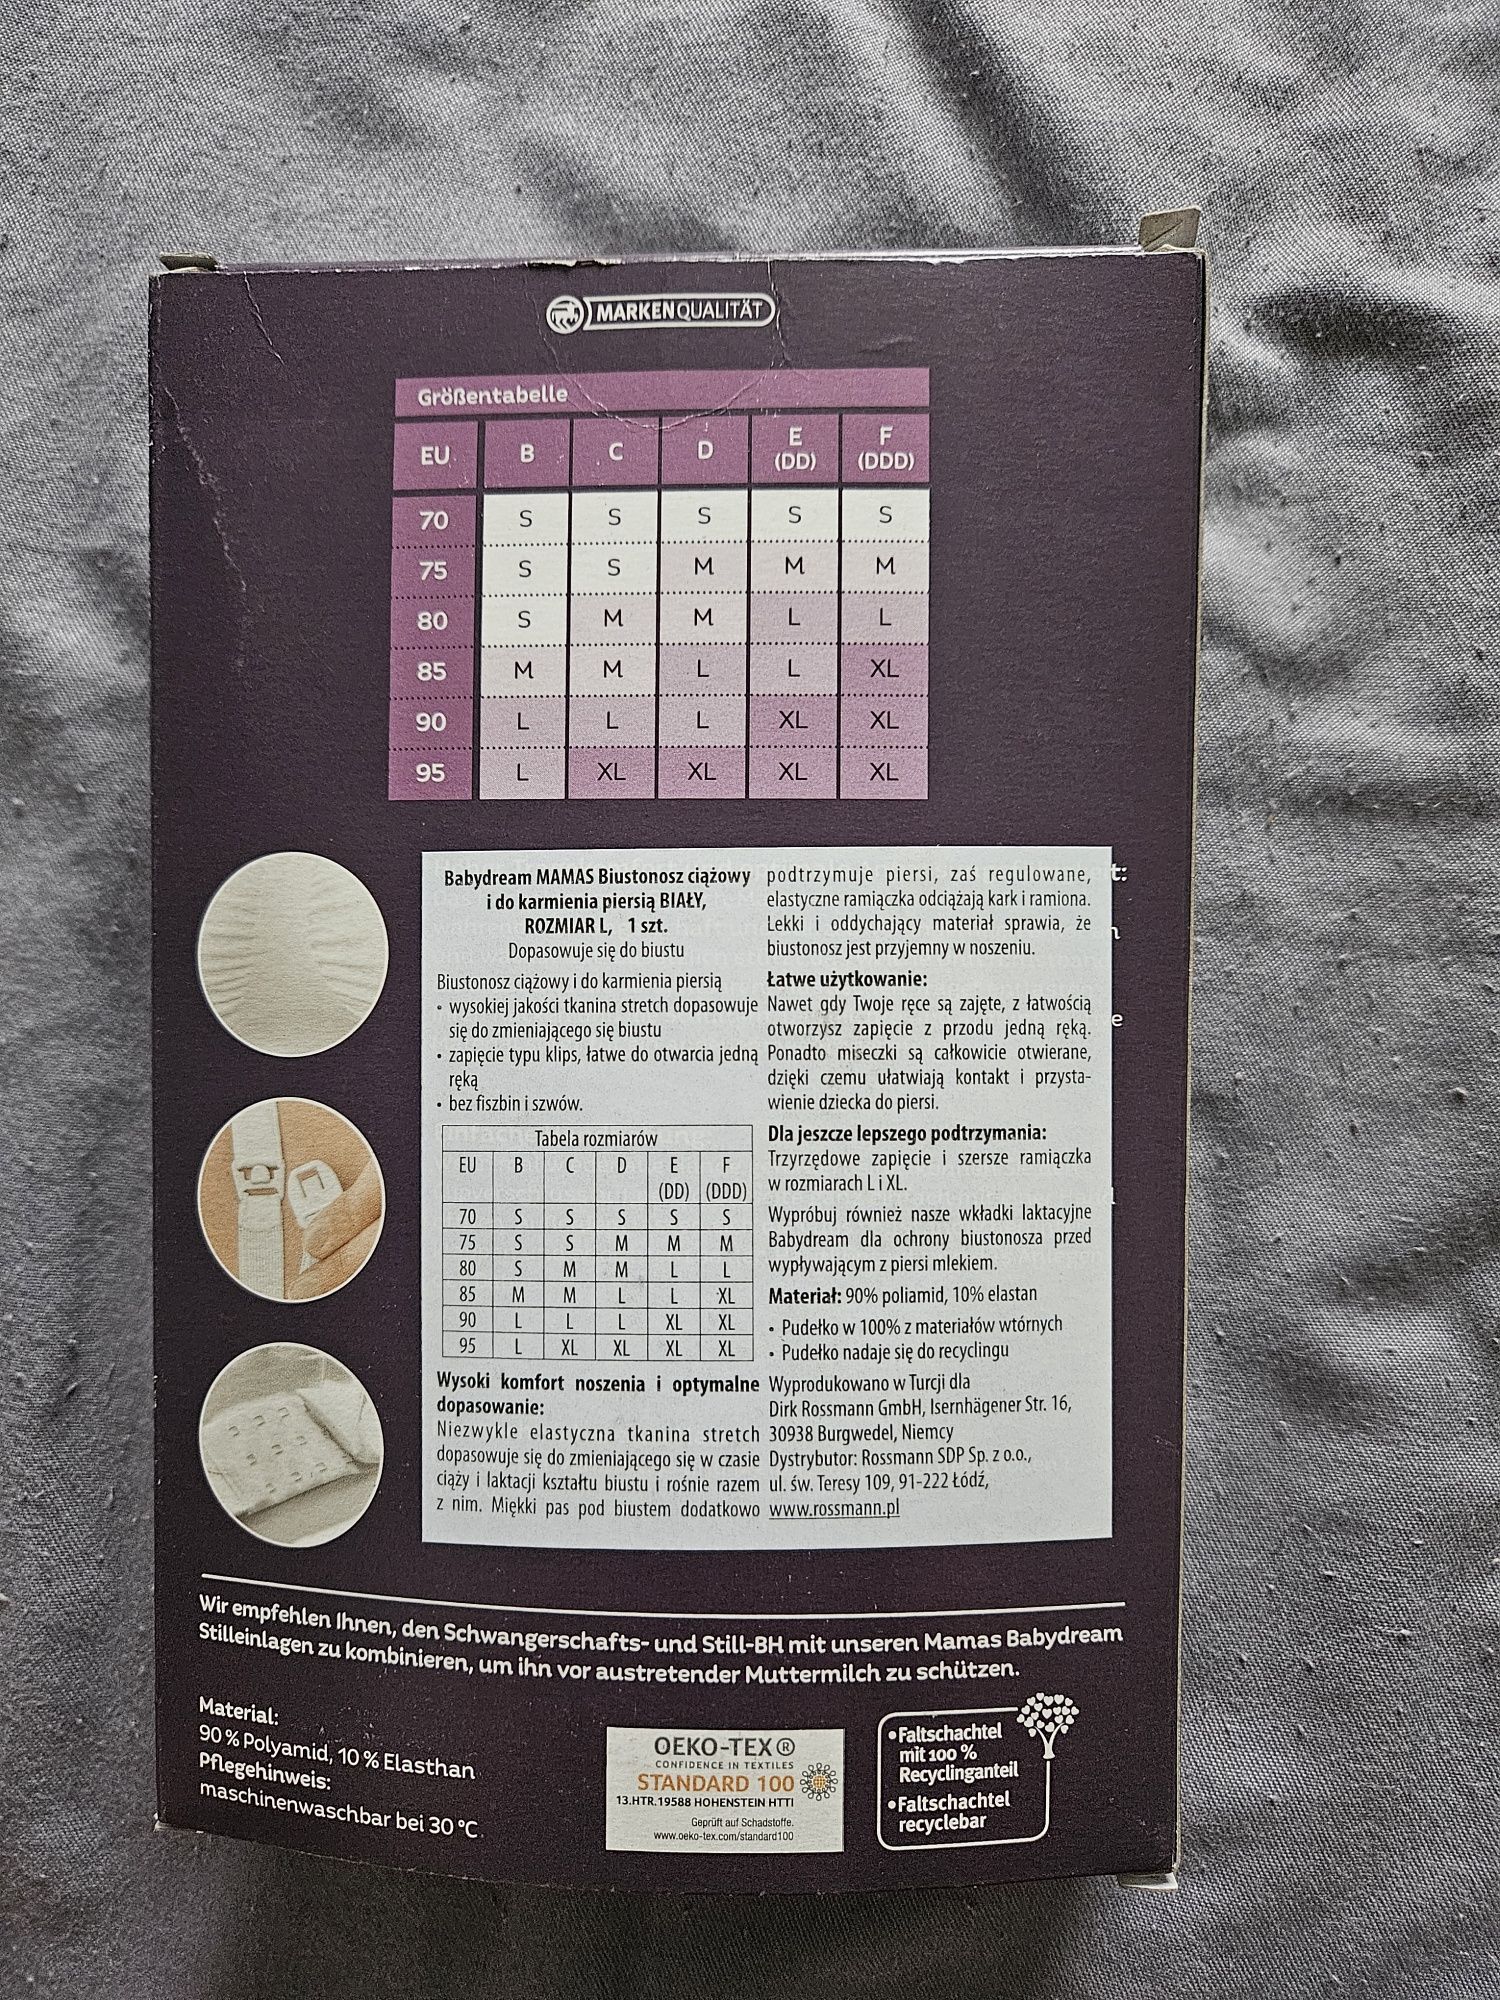 MARKENQUALITÄT
Größentabelle
EU B C D E (DD) F (DDD)
70 S S S S S
75 S S M M M
80 S M M L L
85 M M L L XL
90 L L L XL XL
95 L XL XL XL XL
Babydream MAMAS Biustonosz ciążowy
i do karmienia piersią BIAŁY,
ROZMIAR L, 1 szt.
Dopasowuje się do biustu
Biustonosz ciążowy i do karmienia piersią
• wysokiej jakości tkanina stretch dopasowuje
się do zmieniającego się biustu
• zapięcie typu klips, łatwe do otwarcia jedną
ręką
• bez fiszbin i szwów.
Tabela rozmiarów
EU B C D E F
(DD) (DDD)
70 S S S S S
75 S S M M M
80 S M M L L
85 M M L L XL
90 L L L XL XL
95 L XL XL XL XL
Wysoki komfort noszenia i optymalne
dopasowanie:
Niezwykle elastyczna tkanina stretch
dopasowuje się do zmieniającego się w czasie
ciąży i laktacji kształtu biustu i rośnie razem
z nim. Miękki pas pod biustem dodatkowo
podtrzymuje piersi, zaś regulowane,
elastyczne ramiączka odciążają kark i ramiona.
Lekki i oddychający materiał sprawia, że
biustonosz jest przyjemny w noszeniu.
Łatwe użytkowanie:
Nawet gdy Twoje ręce są zajęte, z łatwością
otworzysz zapięcie z przodu jedną ręką.
Ponadto miseczki są całkowicie otwierane,
dzięki czemu ułatwiają kontakt i przysta-
wienie dziecka do piersi.
Dla jeszcze lepszego podtrzymania:
Trzyrzędowe zapięcie i szersze ramiączka
w rozmiarach L i XL.
Wypróbuj również nasze wkładki laktacyjne
Babydream dla ochrony biustonosza przed
wypływającym z piersi mlekiem.
Materiał: 90% poliamid, 10% elastan
• Pudełko w 100% z materiałów wtórnych
• Pudełko nadaje się do recyclingu
Wyprodukowano w Turcji dla
Dirk Rossmann GmbH, Isernhägener Str. 16,
30938 Burgwedel, Niemcy
Dystrybutor: Rossmann SDP Sp. z o.o.,
ul. św. Teresy 109, 91-222 Łódź,
www.rossmann.pl
Wir empfehlen Ihnen, den Schwangerschafts- und Still-BH mit unseren Mamas Babydream
Stilleinlagen zu kombinieren, um ihn vor austretender Muttermilch zu schützen.
Material:
90 % Polyamid, 10 % Elasthan
Pflegehinweis:
maschinenwaschbar bei 30 °C
OEKO-TEX®
CONFIDENCE IN TEXTILES
STANDARD 100
13.HTR.19588 HOHENSTEIN HTTI
Geprüft auf Schadstoffe.
www.oeko-tex.com/standard100
•Faltschachtel
mit 100 %
Recyclinganteil
•Faltschachtel
recyclebar